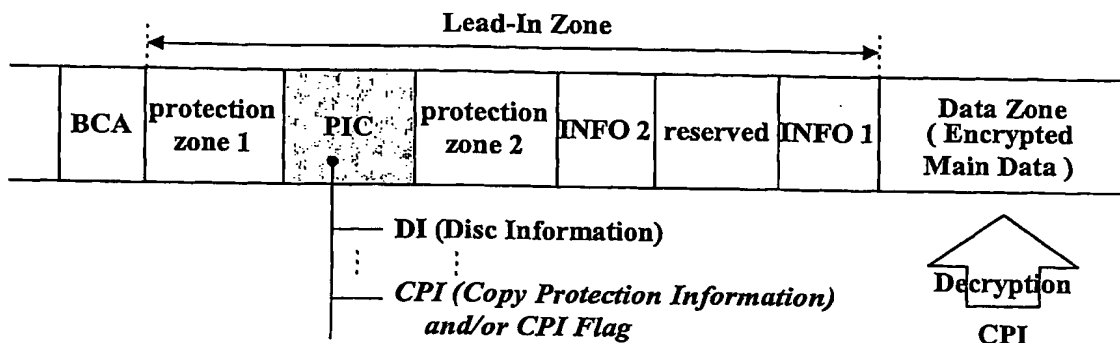 Lead-In Zone
BCA
protection
zone 1
PIC
protection
zone 2
INFO 2
reserved
INFO 1
Data Zone
( Encrypted
Main Data )
DI (Disc Information)
CPI (Copy Protection Information)
and/or CPI Flag
Decryption
CPI